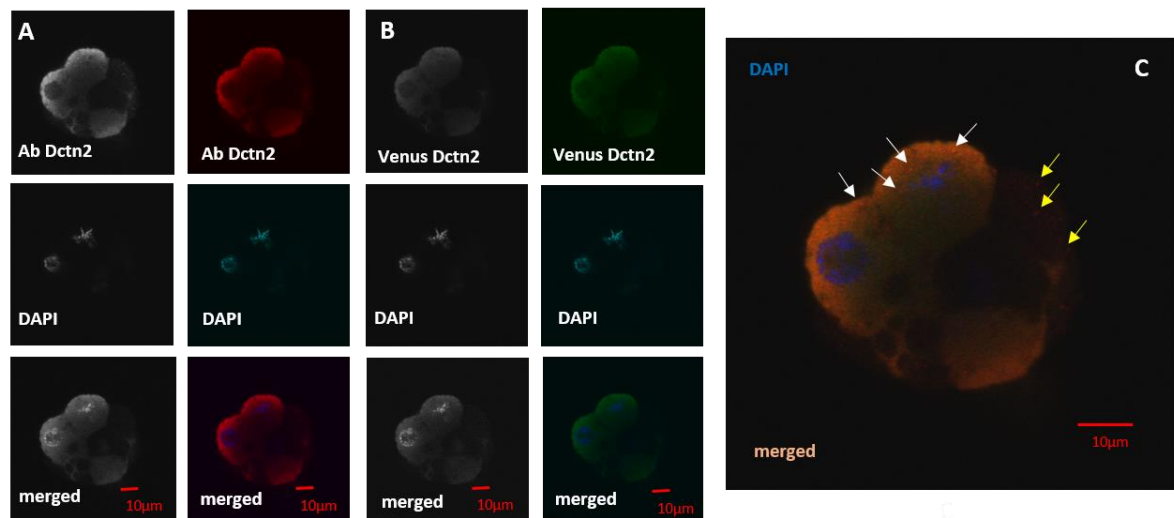 A
Ab Dctn2
Ab Dctn2
B
Venus Dctn2
Venus Dctn2
DAPI
DAPI
DAPI
DAPI
merged
10µm
merged
10µm
merged
10µm
merged
10µm
DAPI
C
merged
10µm